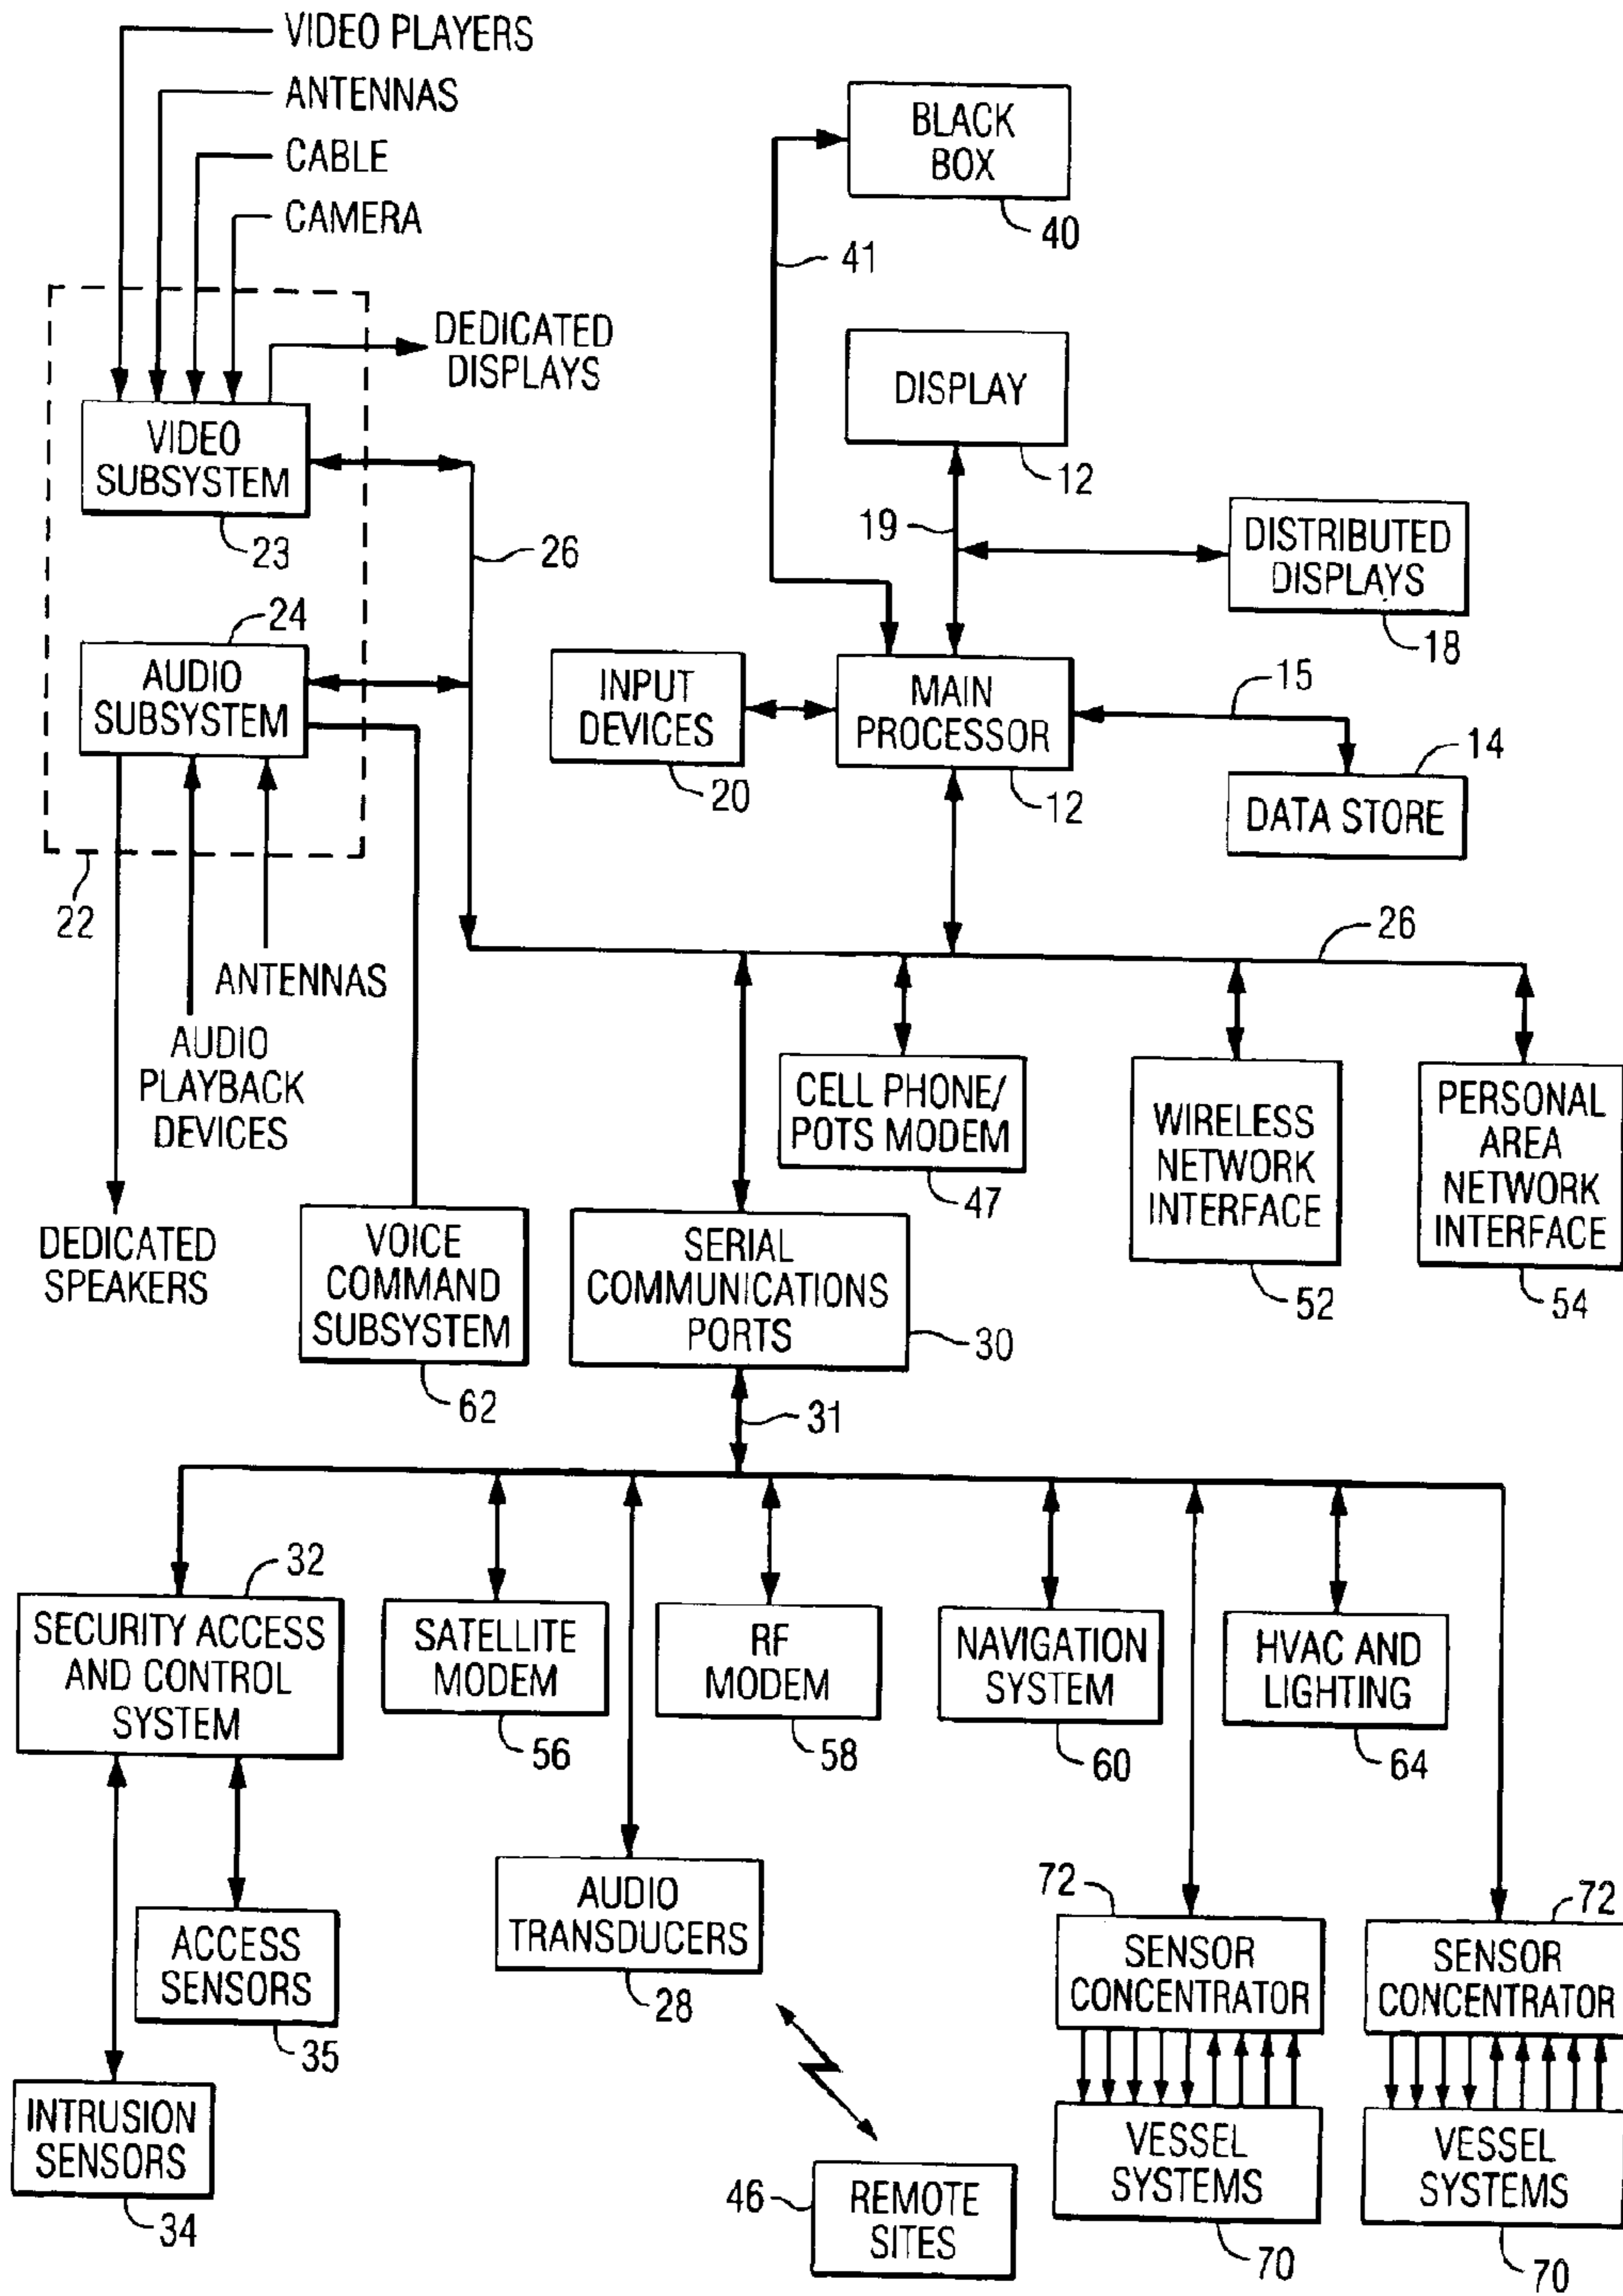 VIDEO PLAYERS
ANTENNAS
CABLE
CAMERA
BLACK
BOX
40
41
DEDICATED
DISPLAYS
DISPLAY
12
VIDEO
SUBSYSTEM
23
26
19
DISTRIBUTED
DISPLAYS
18
24
AUDIO
SUBSYSTEM
INPUT
DEVICES
20
MAIN
PROCESSOR
12
15
14
DATA STORE
22
26
ANTENNAS
AUDIO
PLAYBACK
DEVICES
CELL PHONE/
POTS MODEM
47
WIRELESS
NETWORK
INTERFACE
52
PERSONAL
AREA
NETWORK
INTERFACE
54
DEDICATED
SPEAKERS
VOICE
COMMAND
SUBSYSTEM
62
SERIAL
COMMUNICATIONS
PORTS
30
31
32
SECURITY ACCESS
AND CONTROL
SYSTEM
SATELLITE
MODEM
56
RF
MODEM
58
NAVIGATION
SYSTEM
60
HVAC AND
LIGHTING
64
ACCESS
SENSORS
35
AUDIO
TRANSDUCERS
28
72
SENSOR
CONCENTRATOR
72
SENSOR
CONCENTRATOR
INTRUSION
SENSORS
34
46
REMOTE
SITES
VESSEL
SYSTEMS
70
VESSEL
SYSTEMS
70